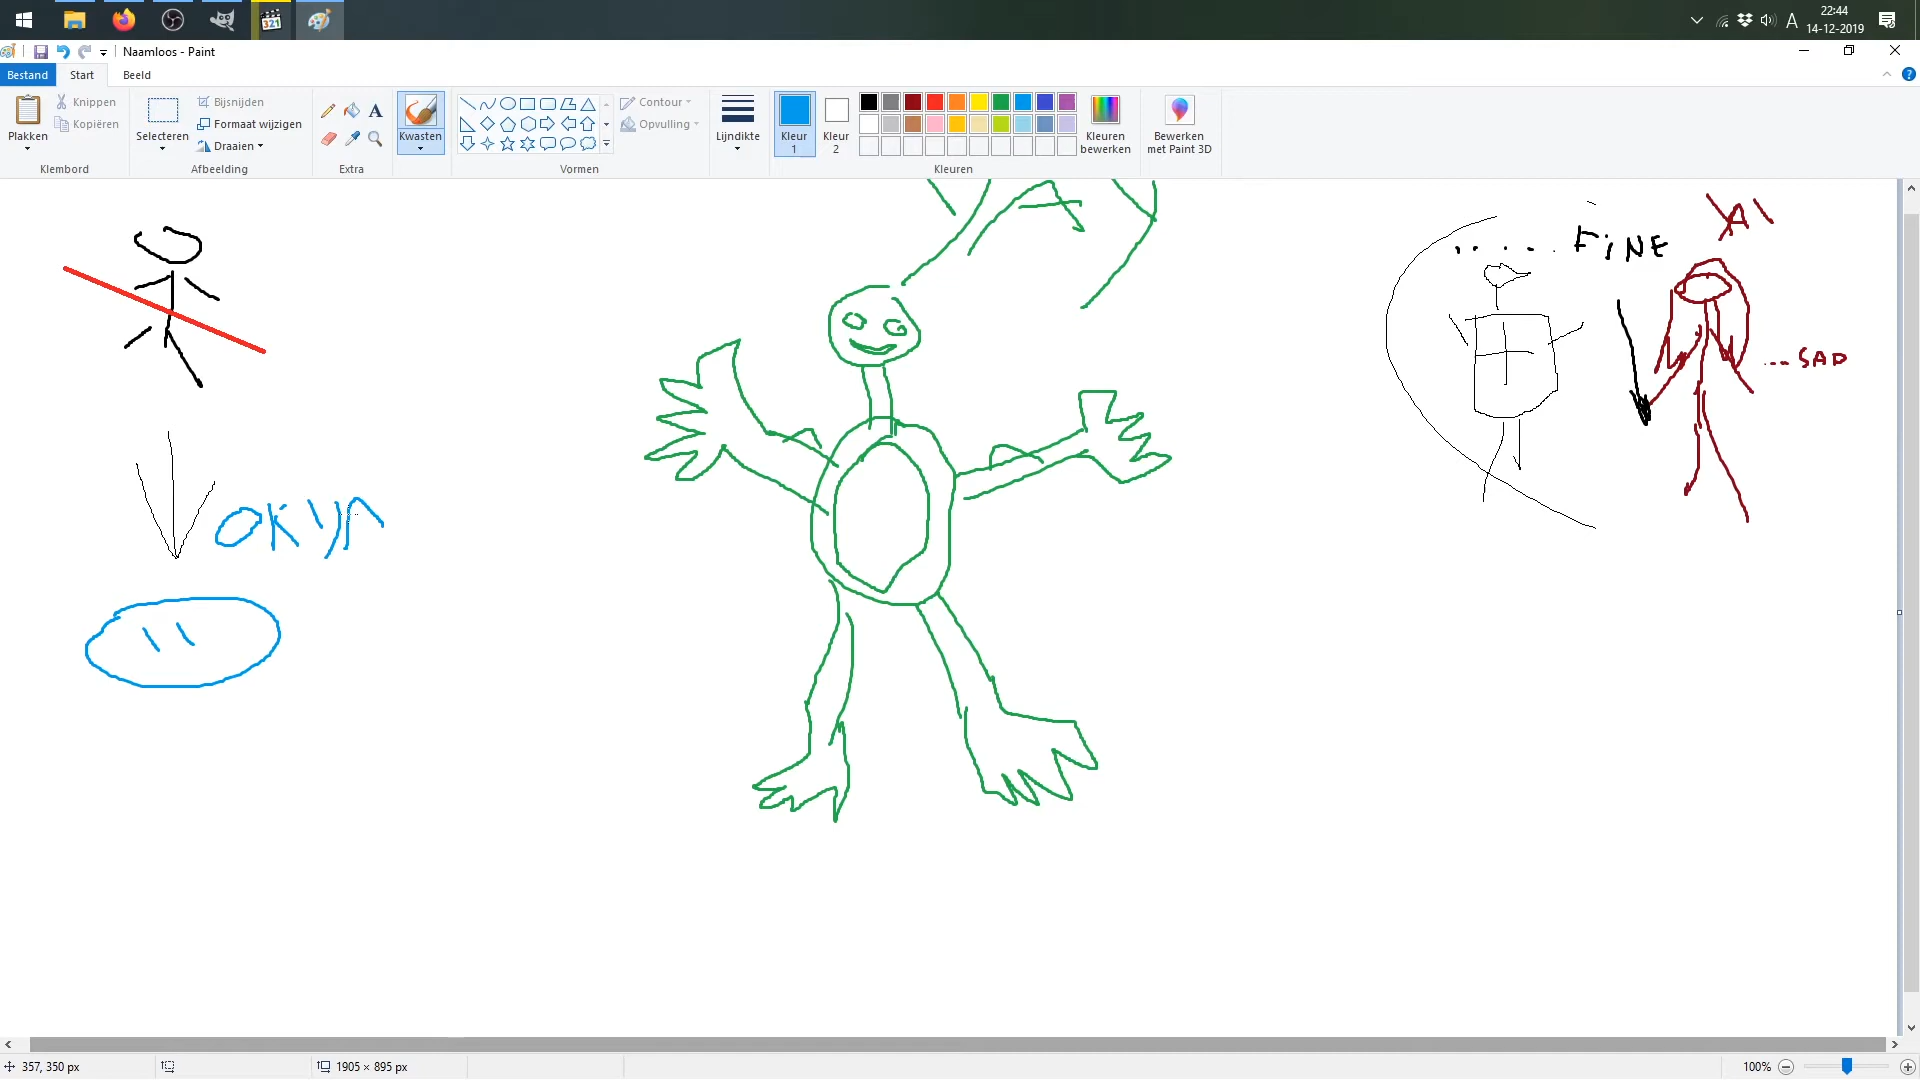 22:44
14-12-2019
Naamloos - Paint
Bestand Start Beeld
Plakken
Knippen
Kopiëren
Klembord
Selecteren
Bijsnijden
Formaat wijzigen
Draaien
Afbeelding
A
Extra
Kwasten
Contour
Opvulling
Vormen
Lijndikte
Kleur 1
Kleur 2
Kleuren bewerken
Kleuren
Bewerken met Paint 3D
..... FiNE
...SAD
357, 350 px
1905 × 895 px
100%